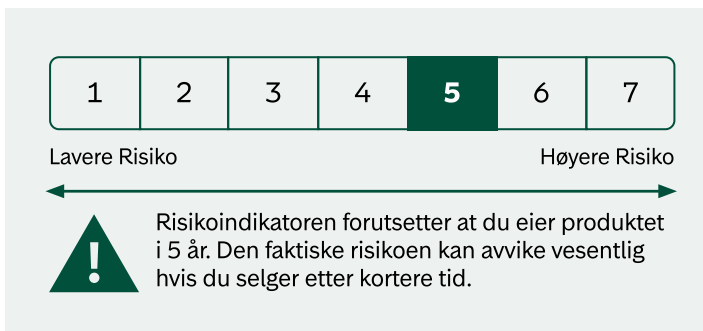 1 2 3 4 5 6 7
Lavere Risiko Høyere Risiko
!
Risikoindikatoren forutsetter at du eier produktet
i 5 år. Den faktiske risikoen kan avvike vesentlig
hvis du selger etter kortere tid.